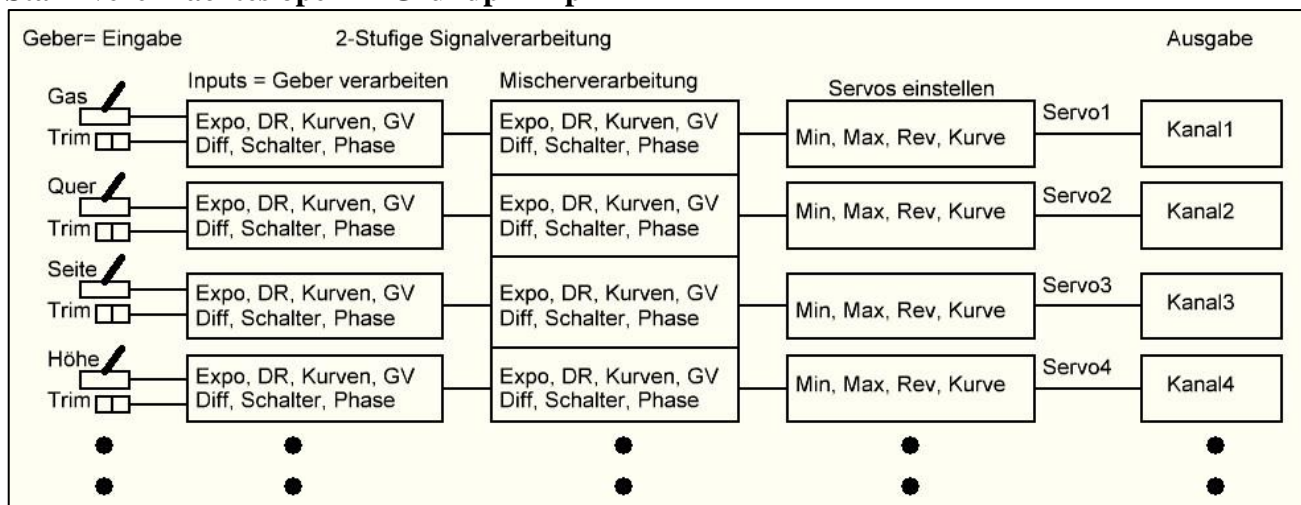 Geber= Eingabe 2-Stufige Signalverarbeitung Ausgabe
Inputs = Geber verarbeiten Mischerverarbeitung Servos einstellen
Gas
Trim
Expo, DR, Kurven, GV
Diff, Schalter, Phase
Expo, DR, Kurven, GV
Diff, Schalter, Phase
Min, Max, Rev, Kurve
Servo1
Kanal1
Quer
Trim
Expo, DR, Kurven, GV
Diff, Schalter, Phase
Expo, DR, Kurven, GV
Diff, Schalter, Phase
Min, Max, Rev, Kurve
Servo2
Kanal2
Seite
Trim
Expo, DR, Kurven, GV
Diff, Schalter, Phase
Expo, DR, Kurven, GV
Diff, Schalter, Phase
Min, Max, Rev, Kurve
Servo3
Kanal3
Höhe
Trim
Expo, DR, Kurven, GV
Diff, Schalter, Phase
Expo, DR, Kurven, GV
Diff, Schalter, Phase
Min, Max, Rev, Kurve
Servo4
Kanal4